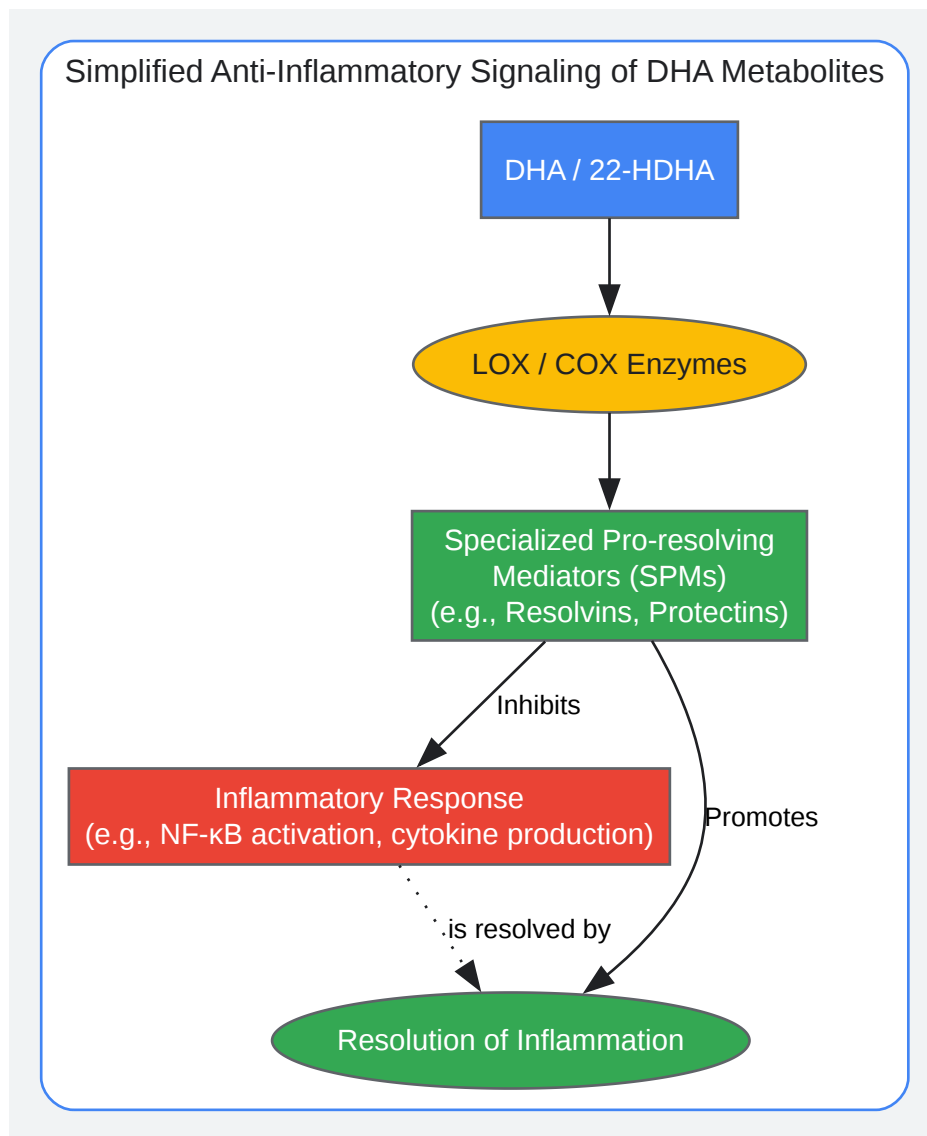 Simplified Anti-Inflammatory Signaling of DHA Metabolites
DHA / 22-HDHA
LOX / COX Enzymes
Specialized Pro-resolving
Mediators (SPMs)
(e.g., Resolvins, Protectins)
Inhibits
Inflammatory Response
(e.g., NF-κB activation, cytokine production)
Promotes
is resolved by
Resolution of Inflammation